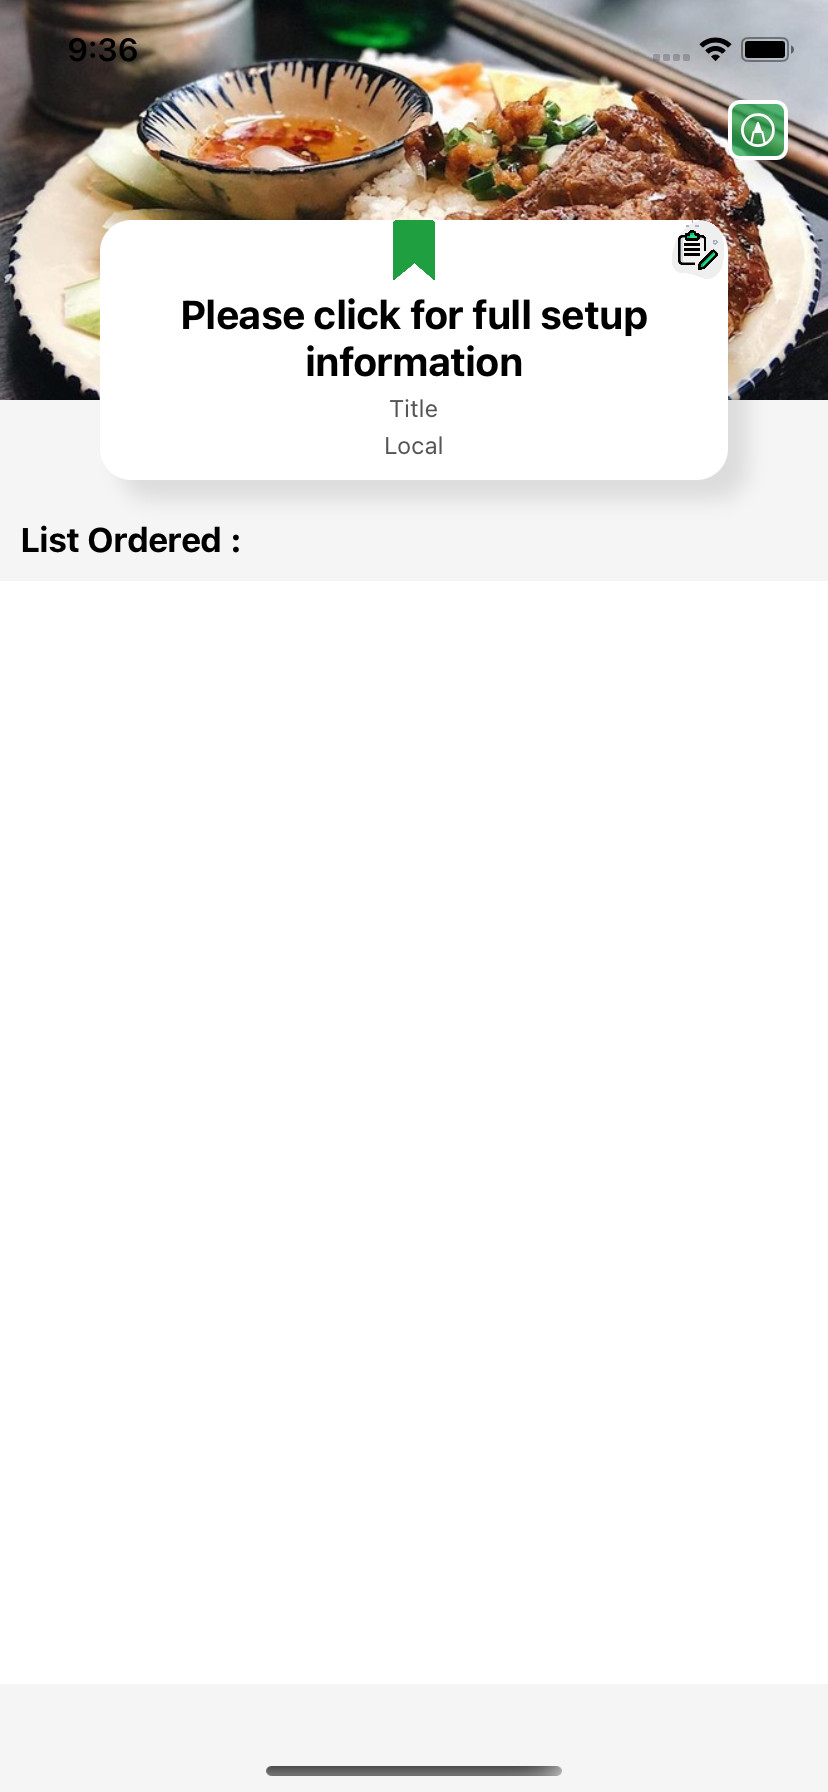 9:36
Please click for full setup
information
Title
Local
List Ordered :